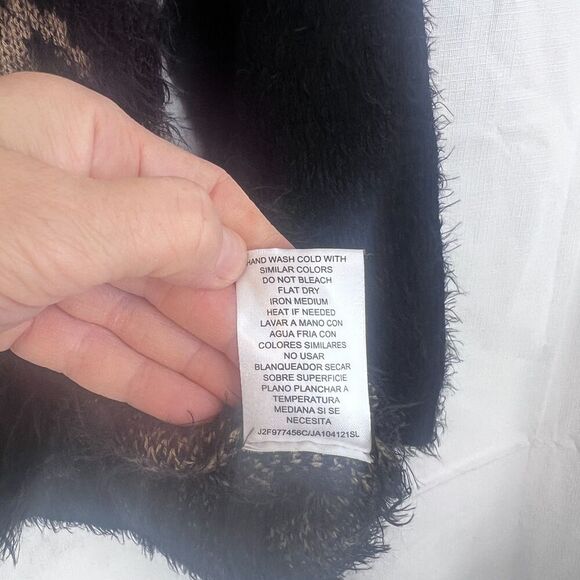 HAND WASH COLD WITH
SIMILAR COLORS
DO NOT BLEACH
FLAT DRY
IRON MEDIUM
HEAT IF NEEDED
LAVAR A MANO CON
AGUA FRIA CON
COLORES SIMILARES
NO USAR
BLANQUEADOR SECAR
SOBRE SUPERFICIE
PLANO PLANCHAR A
TEMPERATURA
MEDIANA SI SE
NECESITA
J2F977456C/JA104121SL